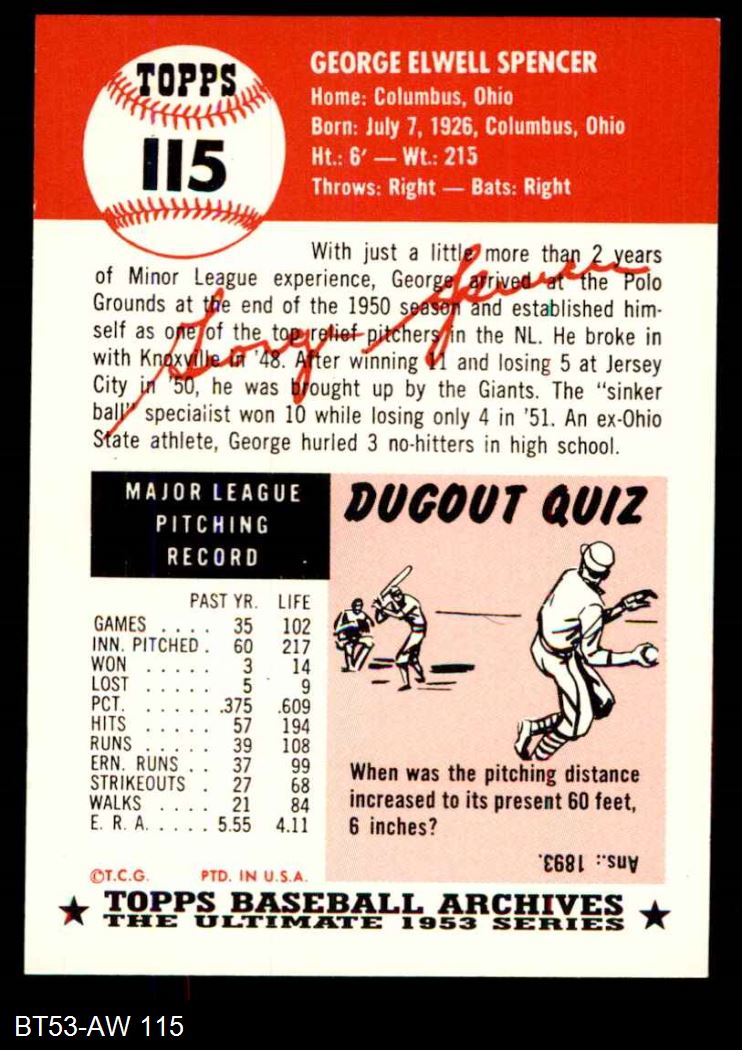 TOPPS
115
GEORGE ELWELL SPENCER
Home: Columbus, Ohio
Born: July 7, 1926, Columbus, Ohio
Ht.: 6′ — Wt.: 215
Throws: Right — Bats: Right
With just a little more than 2 years
of Minor League experience, George arrived at the Polo
Grounds at the end of the 1950 season and established him-
self as one of the top relief pitchers in the NL. He broke in
with Knoxville in '48. After winning 11 and losing 5 at Jersey
City in '50, he was brought up by the Giants. The "sinker
ball" specialist won 10 while losing only 4 in '51. An ex-Ohio
State athlete, George hurled 3 no-hitters in high school.
George Spencer
MAJOR LEAGUE
PITCHING
RECORD
PAST YR. LIFE
GAMES . . . . 35 102
INN. PITCHED . 60 217
WON . . . . . 3 14
LOST . . . . . 5 9
PCT. . . . . . .375 .609
HITS . . . . . 57 194
RUNS . . . . . 39 108
ERN. RUNS . . 37 99
STRIKEOUTS . 27 68
WALKS . . . . 21 84
E. R. A. . . . . . 5.55 4.11
DUGOUT QUIZ
When was the pitching distance
increased to its present 60 feet,
6 inches?
Ans.: 1893.
©T.C.G. PTD. IN U.S.A.
★ TOPPS BASEBALL ARCHIVES ★
THE ULTIMATE 1953 SERIES
BT53-AW 115